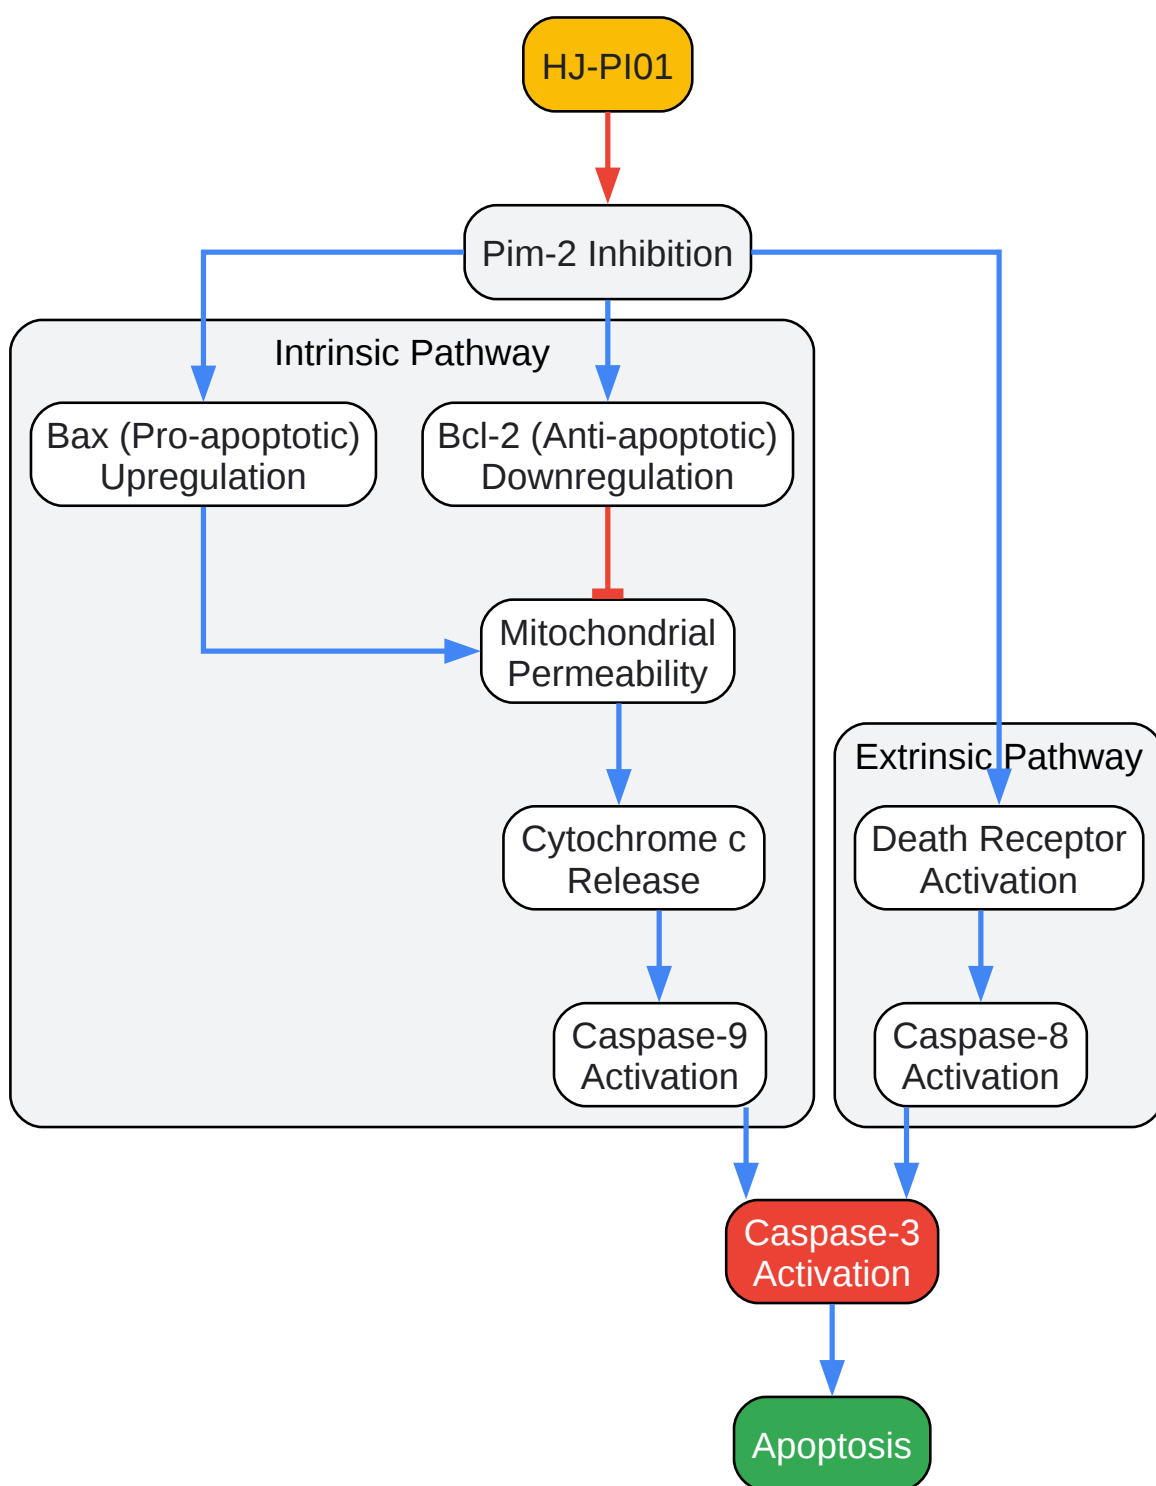 HJ-PI01
Pim-2 Inhibition
Intrinsic Pathway
Bax (Pro-apoptotic)
Upregulation
Bcl-2 (Anti-apoptotic)
Downregulation
Mitochondrial
Permeability
Extrinsic Pathway
Cytochrome c
Release
Death Receptor
Activation
Caspase-9
Activation
Caspase-8
Activation
Caspase-3
Activation
Apoptosis